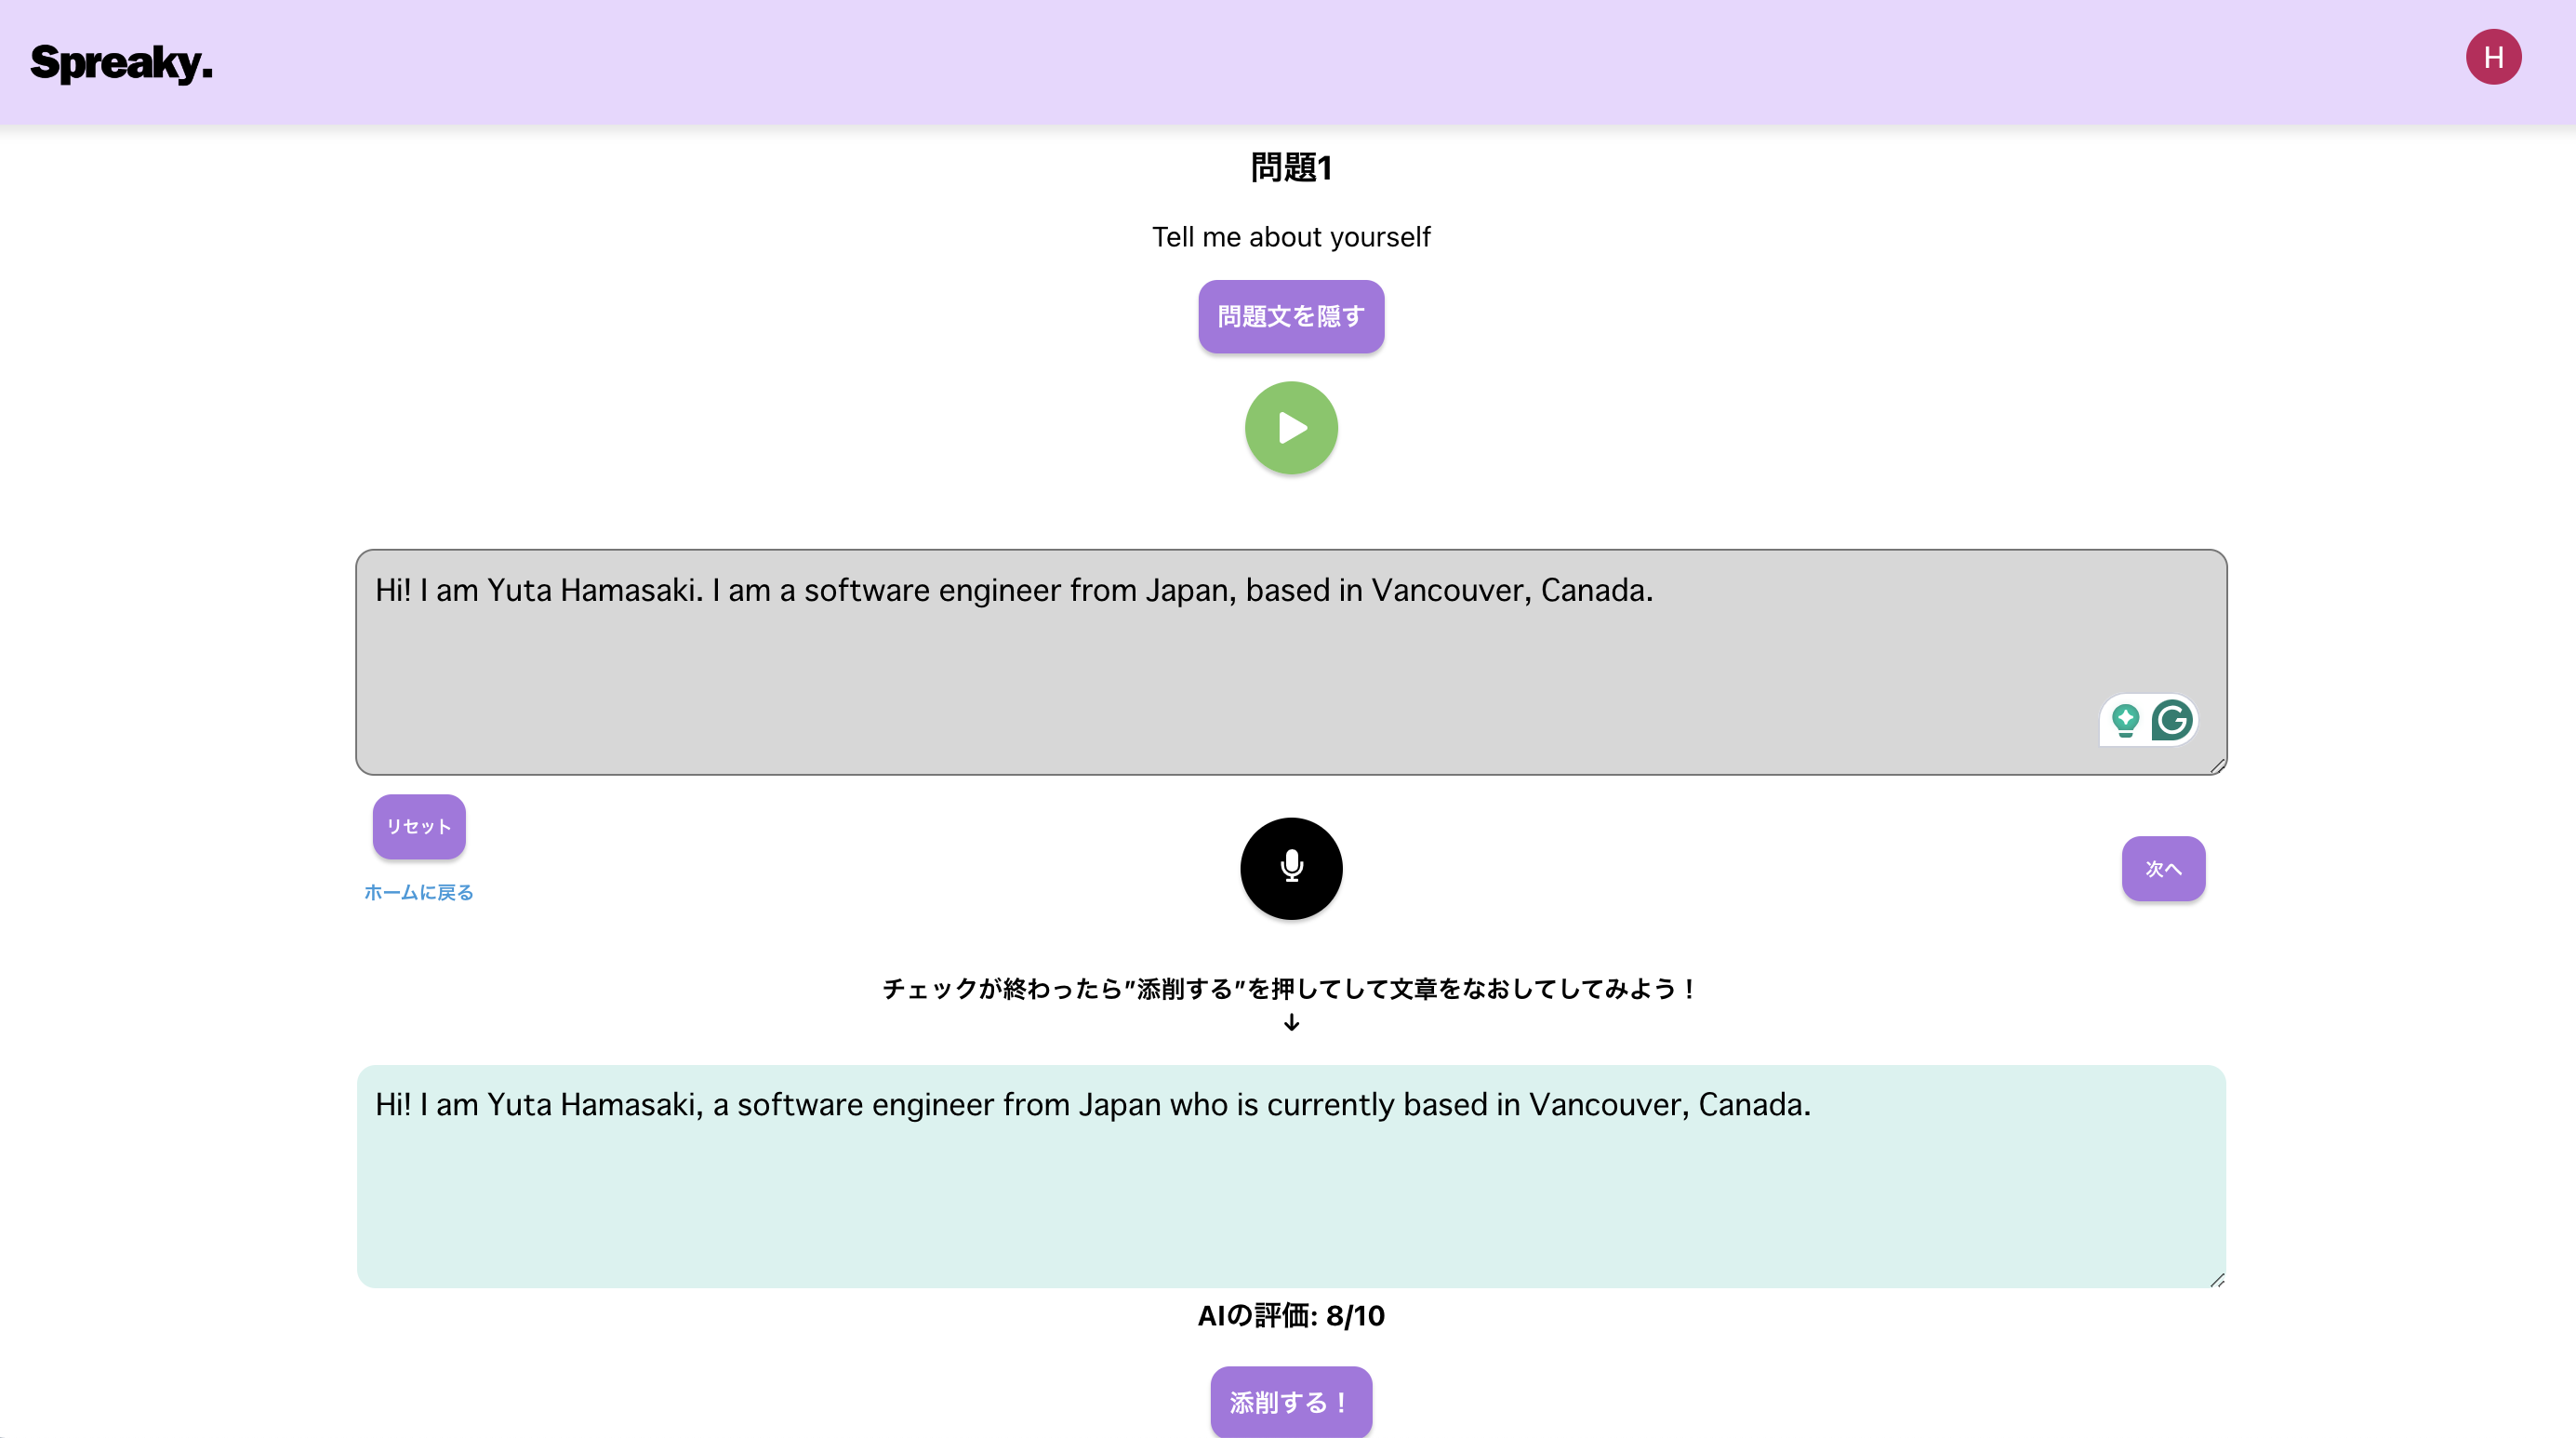 Spreaky.
H
問題1
Tell me about yourself
問題文を隠す
Hi! I am Yuta Hamasaki. I am a software engineer from Japan, based in Vancouver, Canada.
リセット
ホームに戻る
次へ
チェックが終わったら”添削する”を押してして文章をなおしてしてみよう！
↓
Hi! I am Yuta Hamasaki, a software engineer from Japan who is currently based in Vancouver, Canada.
AIの評価: 8/10
添削する！